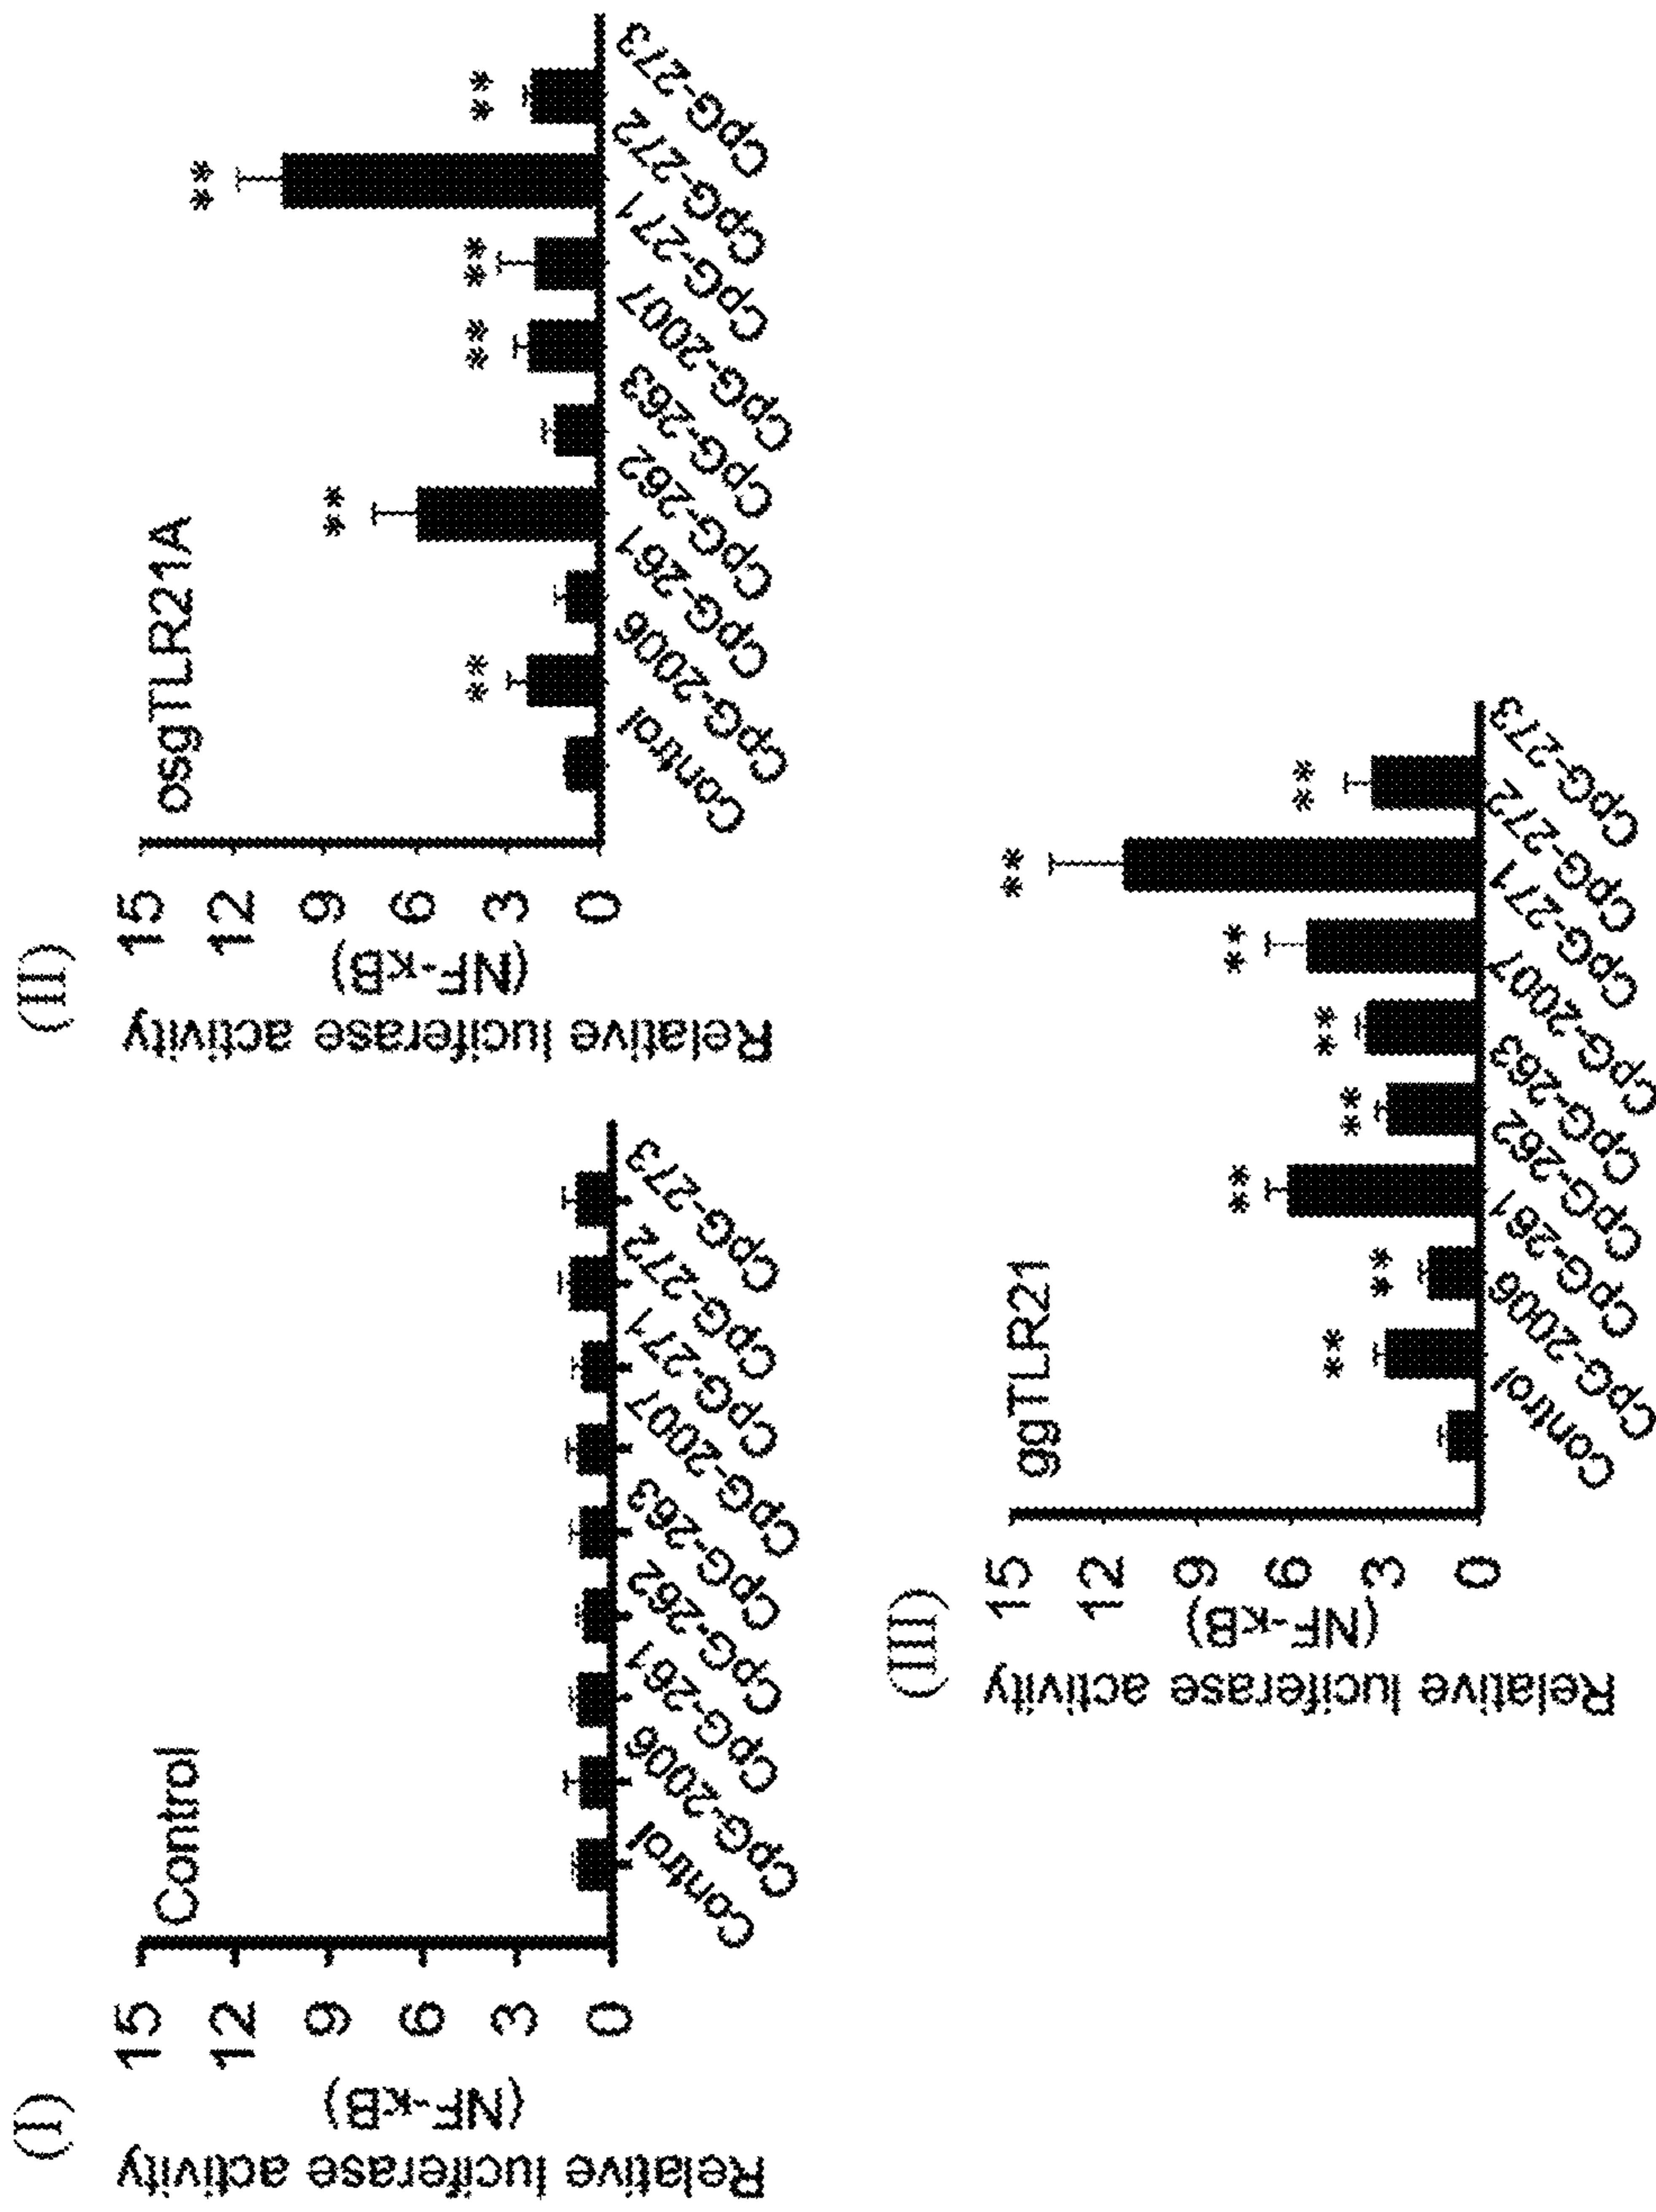 (I)
Control
Relative luciferase activity
(NF-κB)
15
12
9
6
3
0
Control
CpG-2006
CpG-261
CpG-262
CpG-263
CpG-2007
CpG-271
CpG-272
CpG-273
(II)
osgTLR21A
Relative luciferase activity
(NF-κB)
15
12
9
6
3
0
**
**
**
**
**
**
Control
CpG-2006
CpG-261
CpG-262
CpG-263
CpG-2007
CpG-271
CpG-272
CpG-273
(III)
ggTLR21
Relative luciferase activity
(NF-κB)
15
12
9
6
3
0
**
**
**
**
**
**
**
**
Control
CpG-2006
CpG-261
CpG-262
CpG-263
CpG-2007
CpG-271
CpG-272
CpG-273